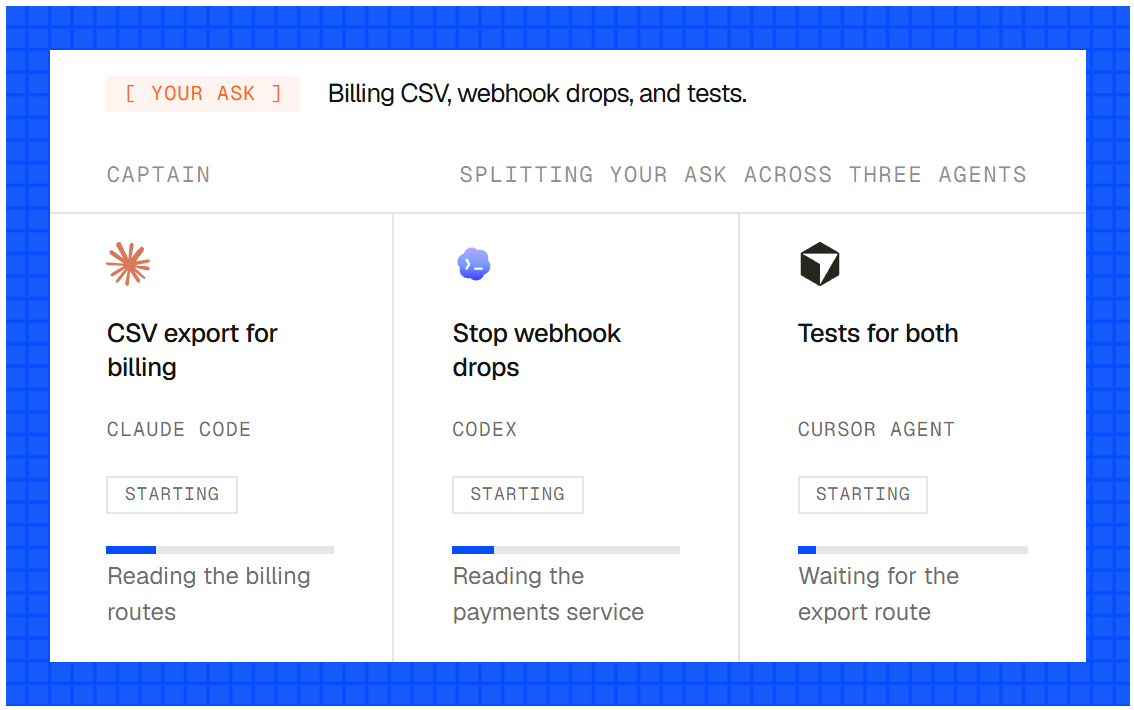 [ YOUR ASK ] Billing CSV, webhook drops, and tests.
CAPTAIN SPLITTING YOUR ASK ACROSS THREE AGENTS
CSV export for
billing
CLAUDE CODE
STARTING
Reading the billing
routes
Stop webhook
drops
CODEX
STARTING
Reading the
payments service
Tests for both
CURSOR AGENT
STARTING
Waiting for the
export route